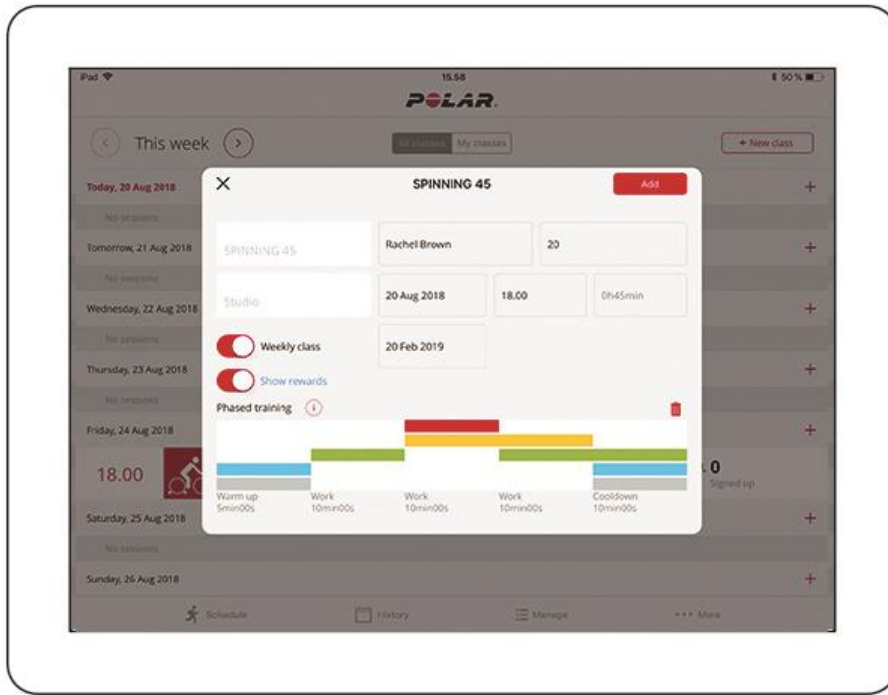 iPad 15.58 50 %
POLAR.
This week All classes My classes + New class
Today, 20 Aug 2018
No sessions
Tomorrow, 21 Aug 2018
No sessions
Wednesday, 22 Aug 2018
No sessions
Thursday, 23 Aug 2018
No sessions
Friday, 24 Aug 2018
18.00 0
Signed up
Saturday, 25 Aug 2018
No sessions
Sunday, 26 Aug 2018
Schedule History Manage More
SPINNING 45 Add
SPINNING 45 Rachel Brown 20
Studio 20 Aug 2018 18.00 0h45min
Weekly class 20 Feb 2019
Show rewards
Phased training i
Warm up Work Work Work Cooldown
5min00s 10min00s 10min00s 10min00s 10min00s